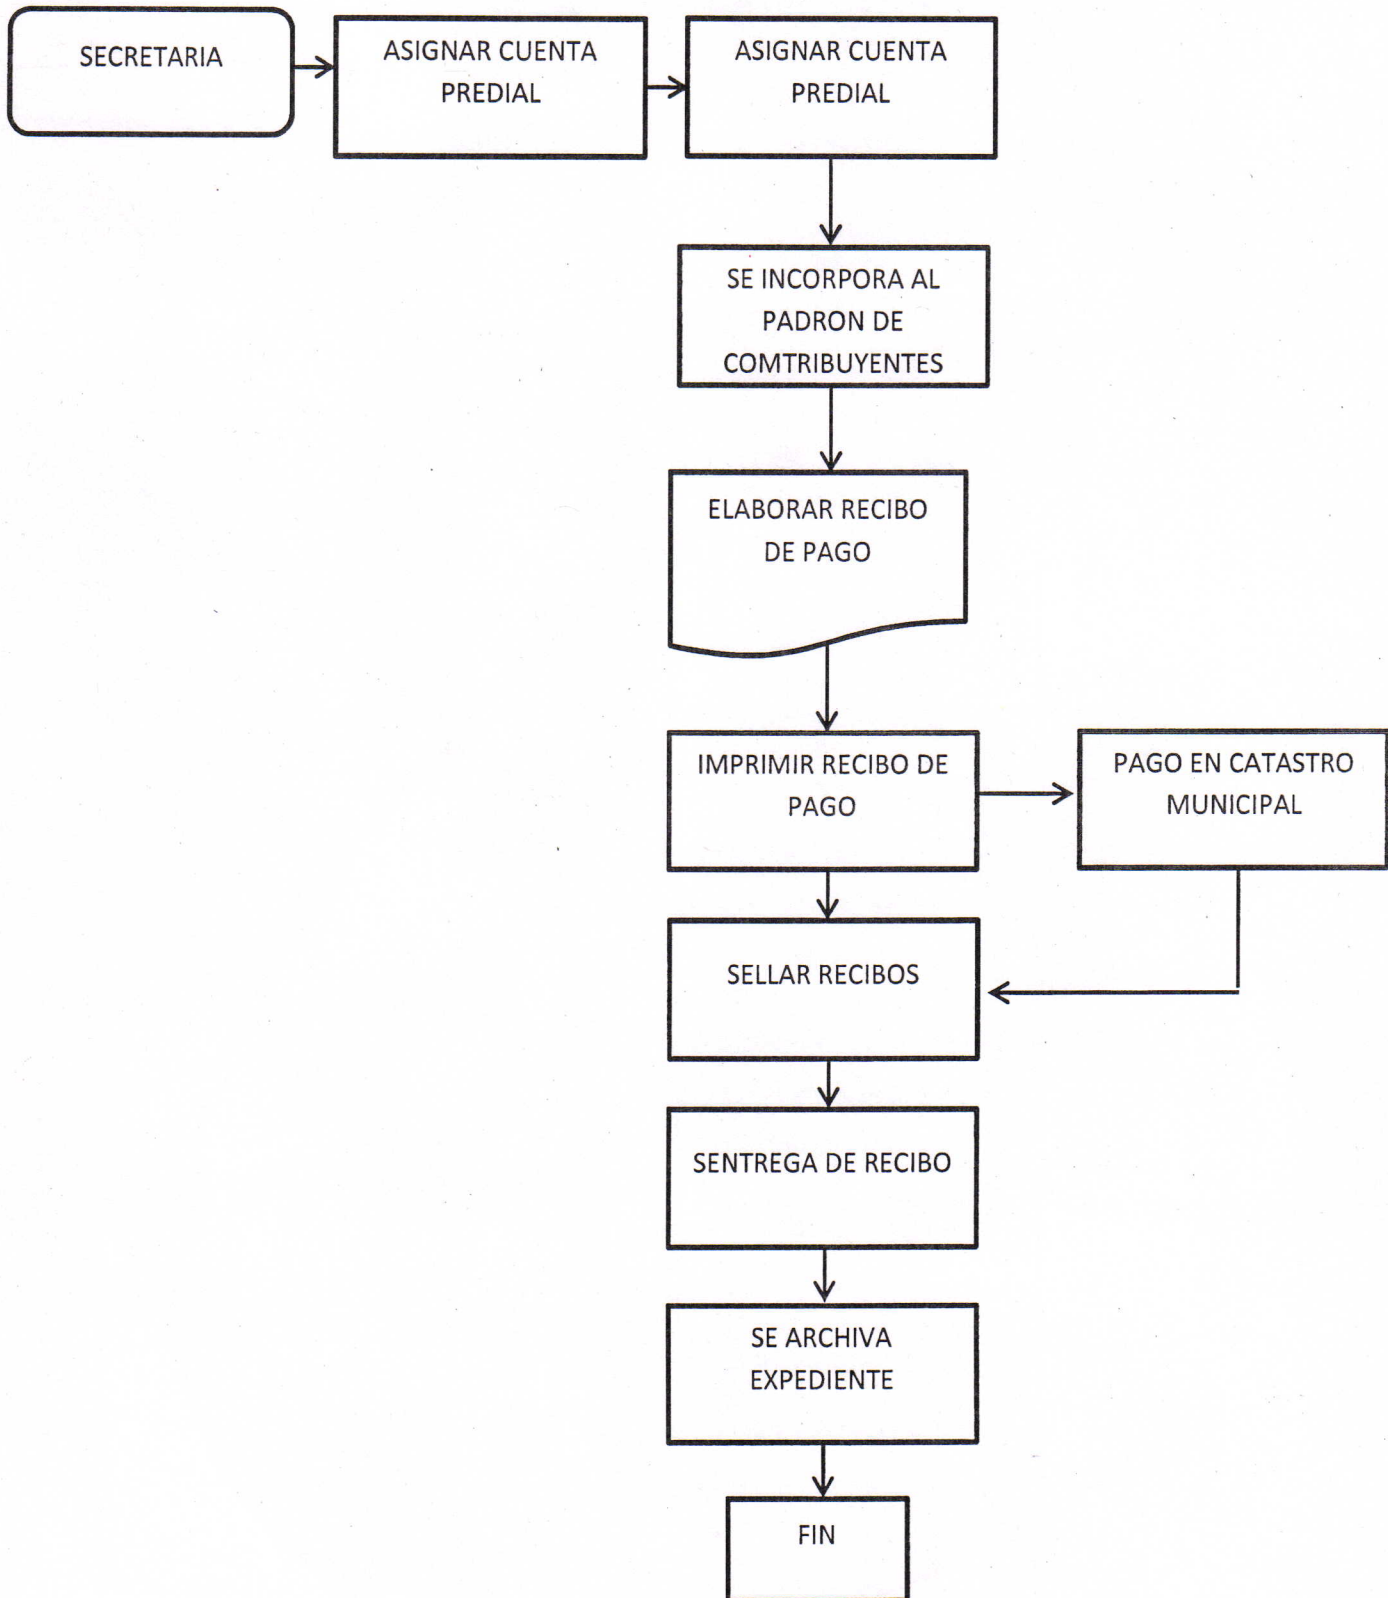 SECRETARIA
ASIGNAR CUENTA
PREDIAL
ASIGNAR CUENTA
PREDIAL
SE INCORPORA AL
PADRON DE
COMTRIBUYENTES
ELABORAR RECIBO
DE PAGO
IMPRIMIR RECIBO DE
PAGO
PAGO EN CATASTRO
MUNICIPAL
SELLAR RECIBOS
SENTREGA DE RECIBO
SE ARCHIVA
EXPEDIENTE
FIN